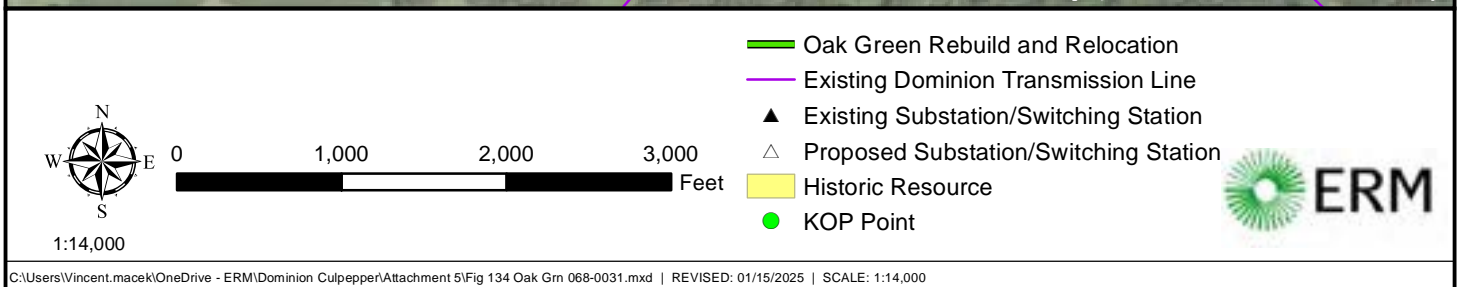 Oak Green Rebuild and Relocation
Existing Dominion Transmission Line
Existing Substation/Switching Station
Proposed Substation/Switching Station
Historic Resource
KOP Point
N
W E
S
0 1,000 2,000 3,000
Feet
1:14,000
ERM
C:\Users\Vincent.macek\OneDrive - ERM\Dominion Culpepper\Attachment 5\Fig 134 Oak Grn 068-0031.mxd | REVISED: 01/15/2025 | SCALE: 1:14,000